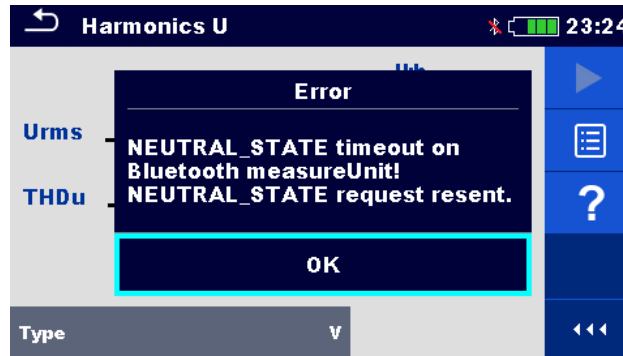 Harmonics U
23:24
Error
Urms
NEUTRAL_STATE timeout on
Bluetooth measureUnit!
THDu
NEUTRAL_STATE request resent.
?
OK
Type V